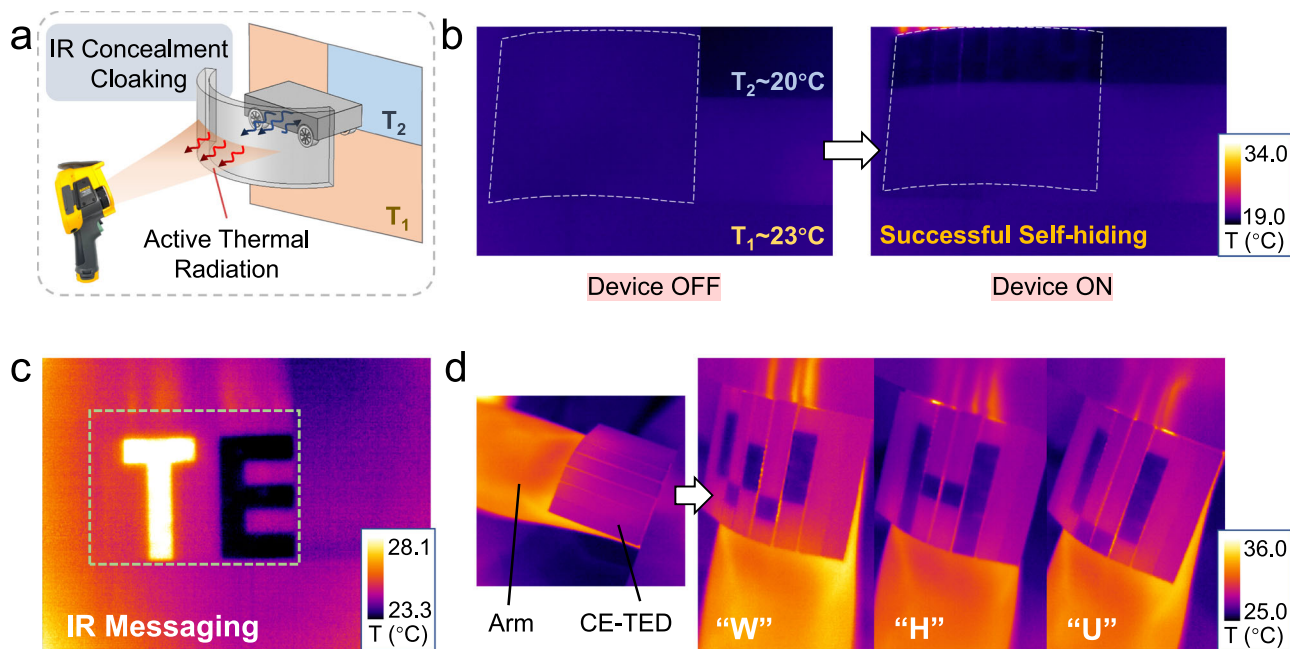 a
IR Concealment
Cloaking
T₂
T₁
Active Thermal
Radiation
b
T₂~20°C
T₁~23°C
Device OFF
Successful Self-hiding
Device ON
34.0
19.0
T (°C)
c
TE
IR Messaging
28.1
23.3
T (°C)
d
Arm
CE-TED
“W”
“H”
“U”
36.0
25.0
T (°C)